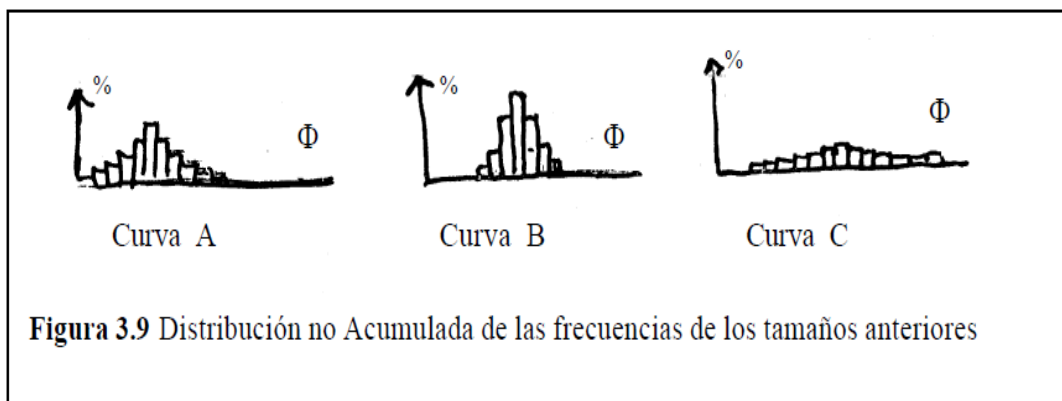 % % %
Φ Φ Φ
Curva A Curva B Curva C
Figura 3.9 Distribución no Acumulada de las frecuencias de los tamaños anteriores